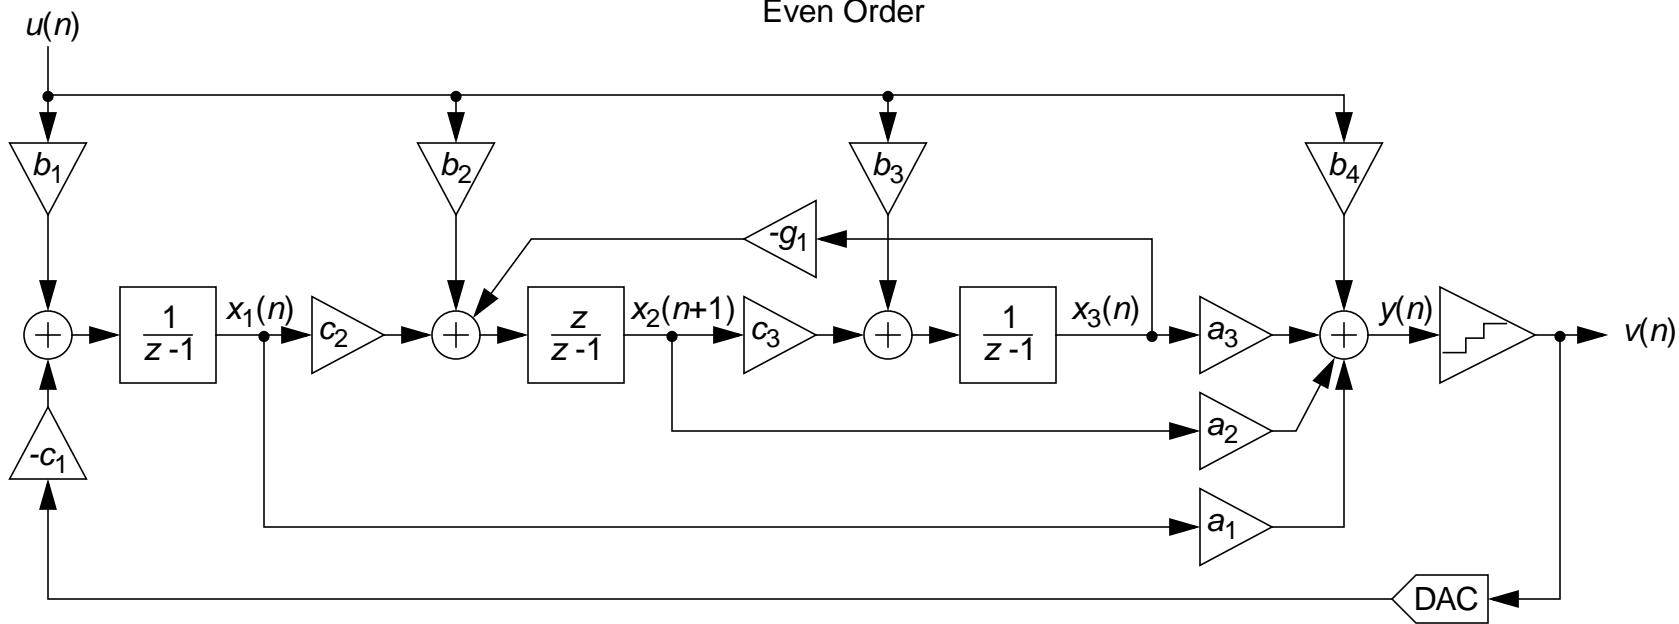 Even Order
u(n)
b1
b2
b3
b4
-g1
1
z -1
x1(n)
c2
z
z -1
x2(n+1)
c3
1
z -1
x3(n)
a3
y(n)
v(n)
-c1
a2
a1
DAC